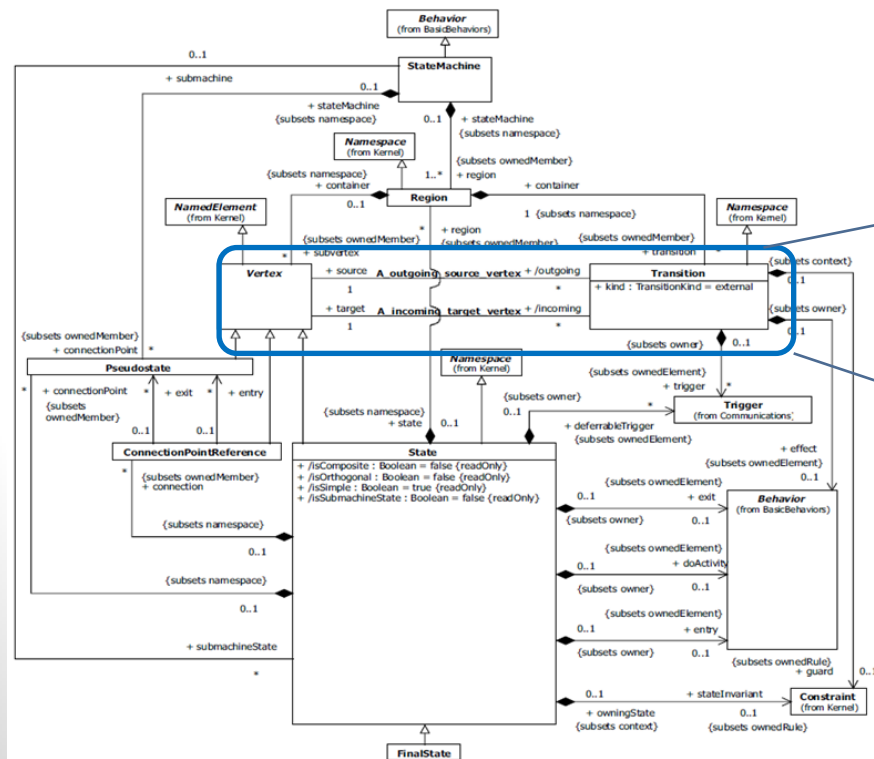 Behavior
(from BasicBehaviors)
0..1
StateMachine
+ submachine
0..1
+ stateMachine
{subsets namespace}
0..1
+ stateMachine
{subsets namespace}
Namespace
(from Kernel)
{subsets ownedMember}
1..*
+ region
{subsets namespace}
+ container
0..1
Region
+ container
1 {subsets namespace}
NamedElement
(from Kernel)
Namespace
(from Kernel)
*
+ region
{subsets ownedMember}
{subsets ownedMember}
+ subvertex
*
{subsets ownedMember}
+ transition
*
{subsets context}
0..1
Vertex
+ source
A_outgoing_source_vertex
+ /outgoing
1
*
Transition
+ kind : TransitionKind = external
+ target
A_incoming_target_vertex
+ /incoming
1
*
{subsets owner}
0..1
{subsets owner}
0..1
{subsets ownedMember}
+ connectionPoint
*
Pseudostate
Namespace
(from Kernel)
{subsets ownedElement}
+ trigger
*
*
+ connectionPoint
{subsets
ownedMember}
*
+ exit
*
+ entry
0..1
0..1
{subsets namespace}
+ state
0..1
{subsets owner}
0..1
*
Trigger
(from Communications)
+ deferrableTrigger
{subsets ownedElement}
ConnectionPointReference
*
{subsets ownedMember}
+ connection
State
+ /isComposite : Boolean = false {readOnly}
+ /isOrthogonal : Boolean = false {readOnly}
+ /isSimple : Boolean = true {readOnly}
+ /isSubmachineState : Boolean = false {readOnly}
+ effect
{subsets ownedElement}
0..1
{subsets ownedElement}
0..1
+ exit
{subsets owner}
0..1
Behavior
(from BasicBehaviors)
{subsets namespace}
0..1
{subsets ownedElement}
0..1
+ doActivity
{subsets owner}
0..1
{subsets namespace}
0..1
{subsets ownedElement}
0..1
+ entry
{subsets owner}
0..1
+ submachineState
*
{subsets ownedRule}
+ guard
0..1
0..1
+ stateInvariant
+ owningState
0..1
{subsets context}
{subsets ownedRule}
Constraint
(from Kernel)
FinalState